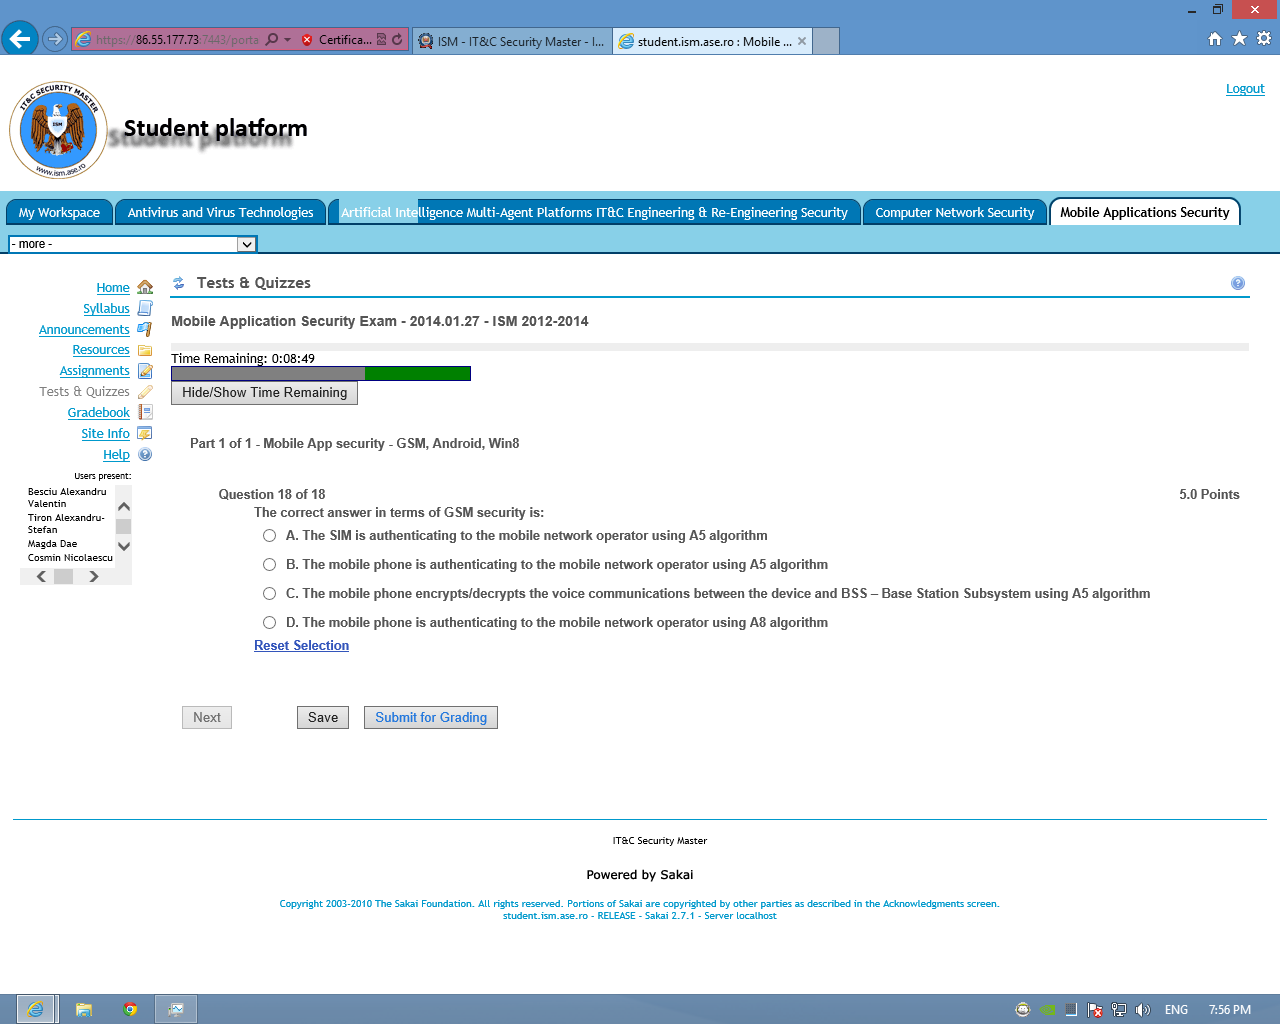 https://86.55.177.73:7443/porta
Certifica...
ISM - IT&C Security Master - I...
student.ism.ase.ro : Mobile ...
IT&C SECURITY MASTER
ISM
www.ism.ase.ro
Student platform
Logout
My Workspace
Antivirus and Virus Technologies
Artificial Intelligence Multi-Agent Platforms IT&C Engineering & Re-Engineering Security
Computer Network Security
Mobile Applications Security
- more -
Home
Syllabus
Announcements
Resources
Assignments
Tests & Quizzes
Gradebook
Site Info
Help
Users present:
Besciu Alexandru
Valentin
Tiron Alexandru-
Stefan
Magda Dae
Cosmin Nicolaescu
Tests & Quizzes
Mobile Application Security Exam - 2014.01.27 - ISM 2012-2014
Time Remaining: 0:08:49
Hide/Show Time Remaining
Part 1 of 1 - Mobile App security - GSM, Android, Win8
Question 18 of 18
5.0 Points
The correct answer in terms of GSM security is:
A. The SIM is authenticating to the mobile network operator using A5 algorithm
B. The mobile phone is authenticating to the mobile network operator using A5 algorithm
C. The mobile phone encrypts/decrypts the voice communications between the device and BSS – Base Station Subsystem using A5 algorithm
D. The mobile phone is authenticating to the mobile network operator using A8 algorithm
Reset Selection
Next
Save
Submit for Grading
IT&C Security Master
Powered by Sakai
Copyright 2003-2010 The Sakai Foundation. All rights reserved. Portions of Sakai are copyrighted by other parties as described in the Acknowledgments screen.
student.ism.ase.ro - RELEASE - Sakai 2.7.1 - Server localhost
ENG
7:56 PM